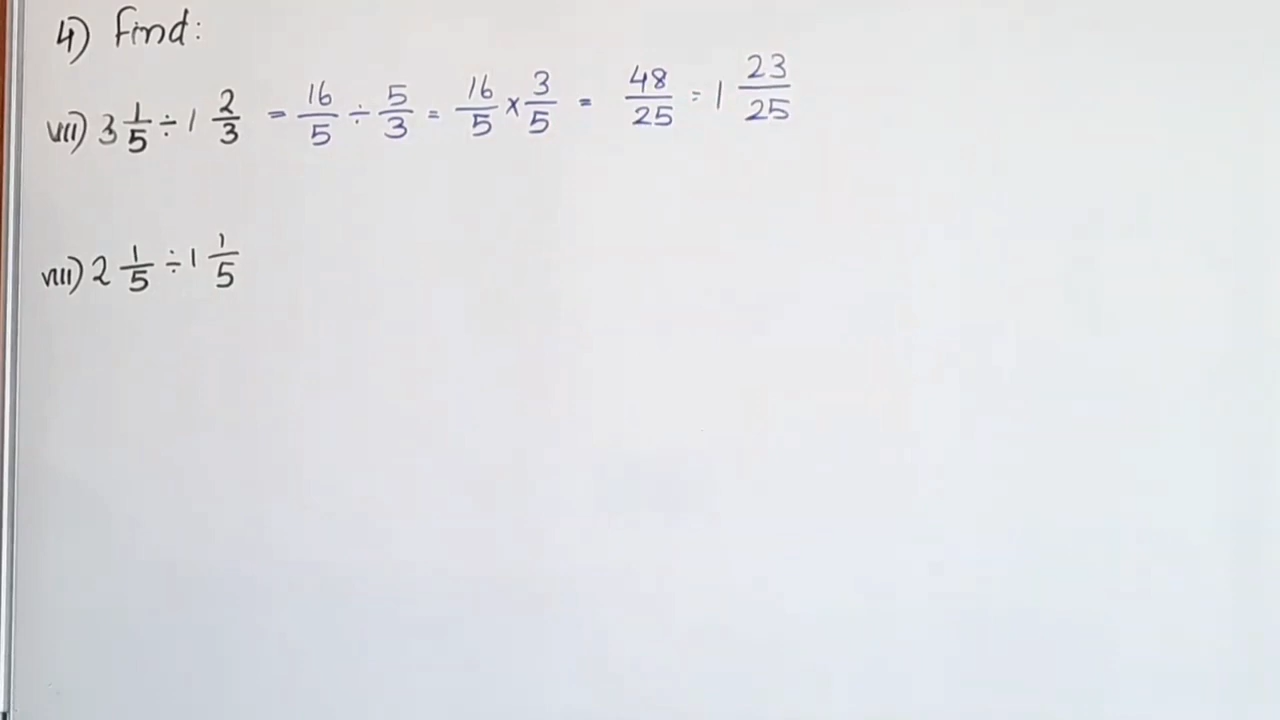 4) Find:
vii) 3 1/5 ÷ 1 2/3 = 16/5 ÷ 5/3 = 16/5 × 3/5 = 48/25 = 1 23/25
viii) 2 1/5 ÷ 1 1/5